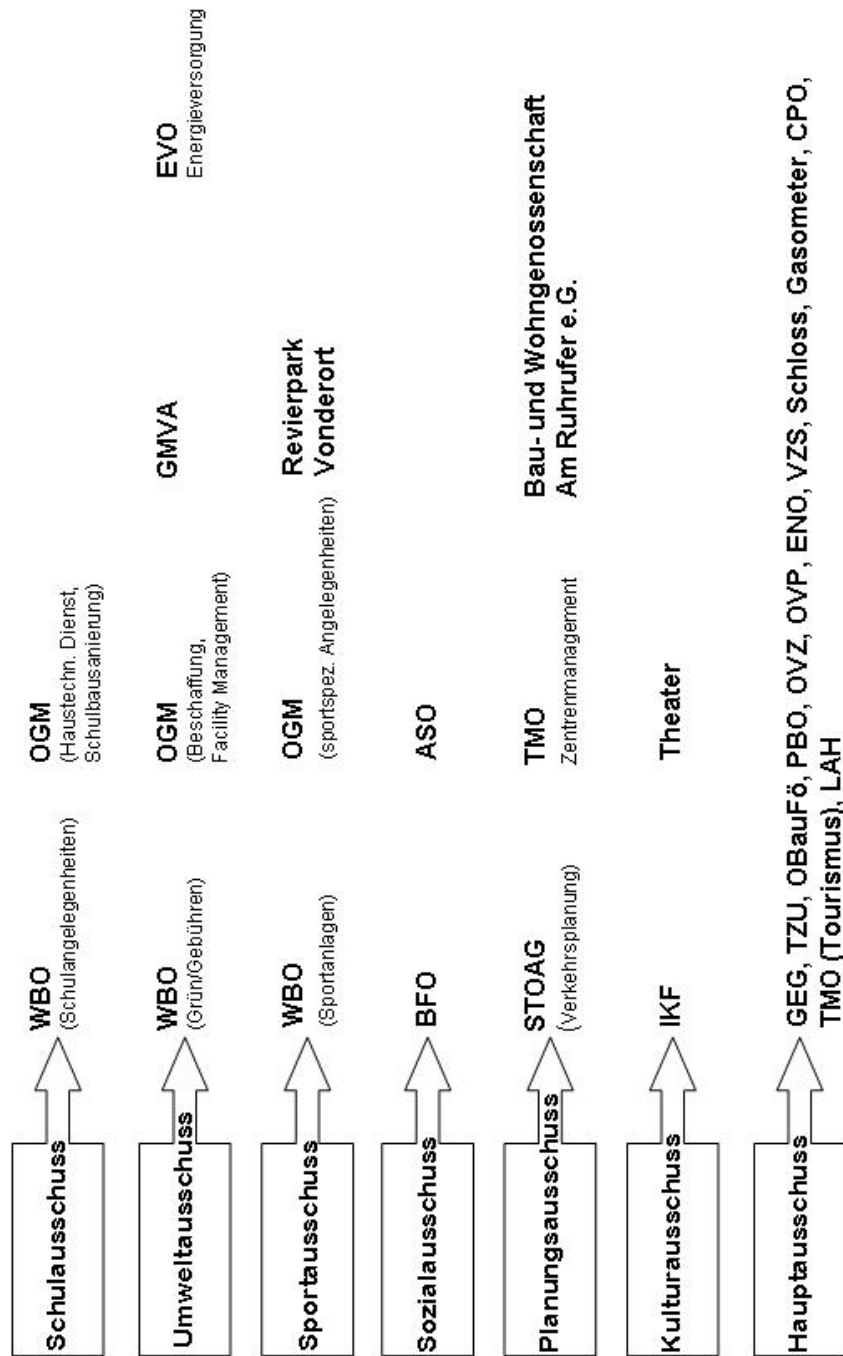 Schulausschuss
WBO
(Schulangelegenheiten)
OGM
(Haustechn. Dienst,
Schulbausanierung)
Umweltausschuss
WBO
(Grün/Gebühren)
OGM
(Beschaffung,
Facility Management)
GMVA
EVO
Energieversorgung
Sportausschuss
WBO
(Sportanlagen)
OGM
(sportspez. Angelegenheiten)
Revierpark
Vonderort
Sozialausschuss
BFO
ASO
Planungsausschuss
STOAG
(Verkehrsplanung)
TMO
Zentrenmanagement
Bau- und Wohngenossenschaft
Am Ruhrufer e.G.
Kulturausschuss
IKF
Theater
Hauptausschuss
GEG, TZU, OBauFö, PBO, OVZ, OVP, ENO, VZS, Schloss, Gasometer, CPO,
TMO (Tourismus), LAH